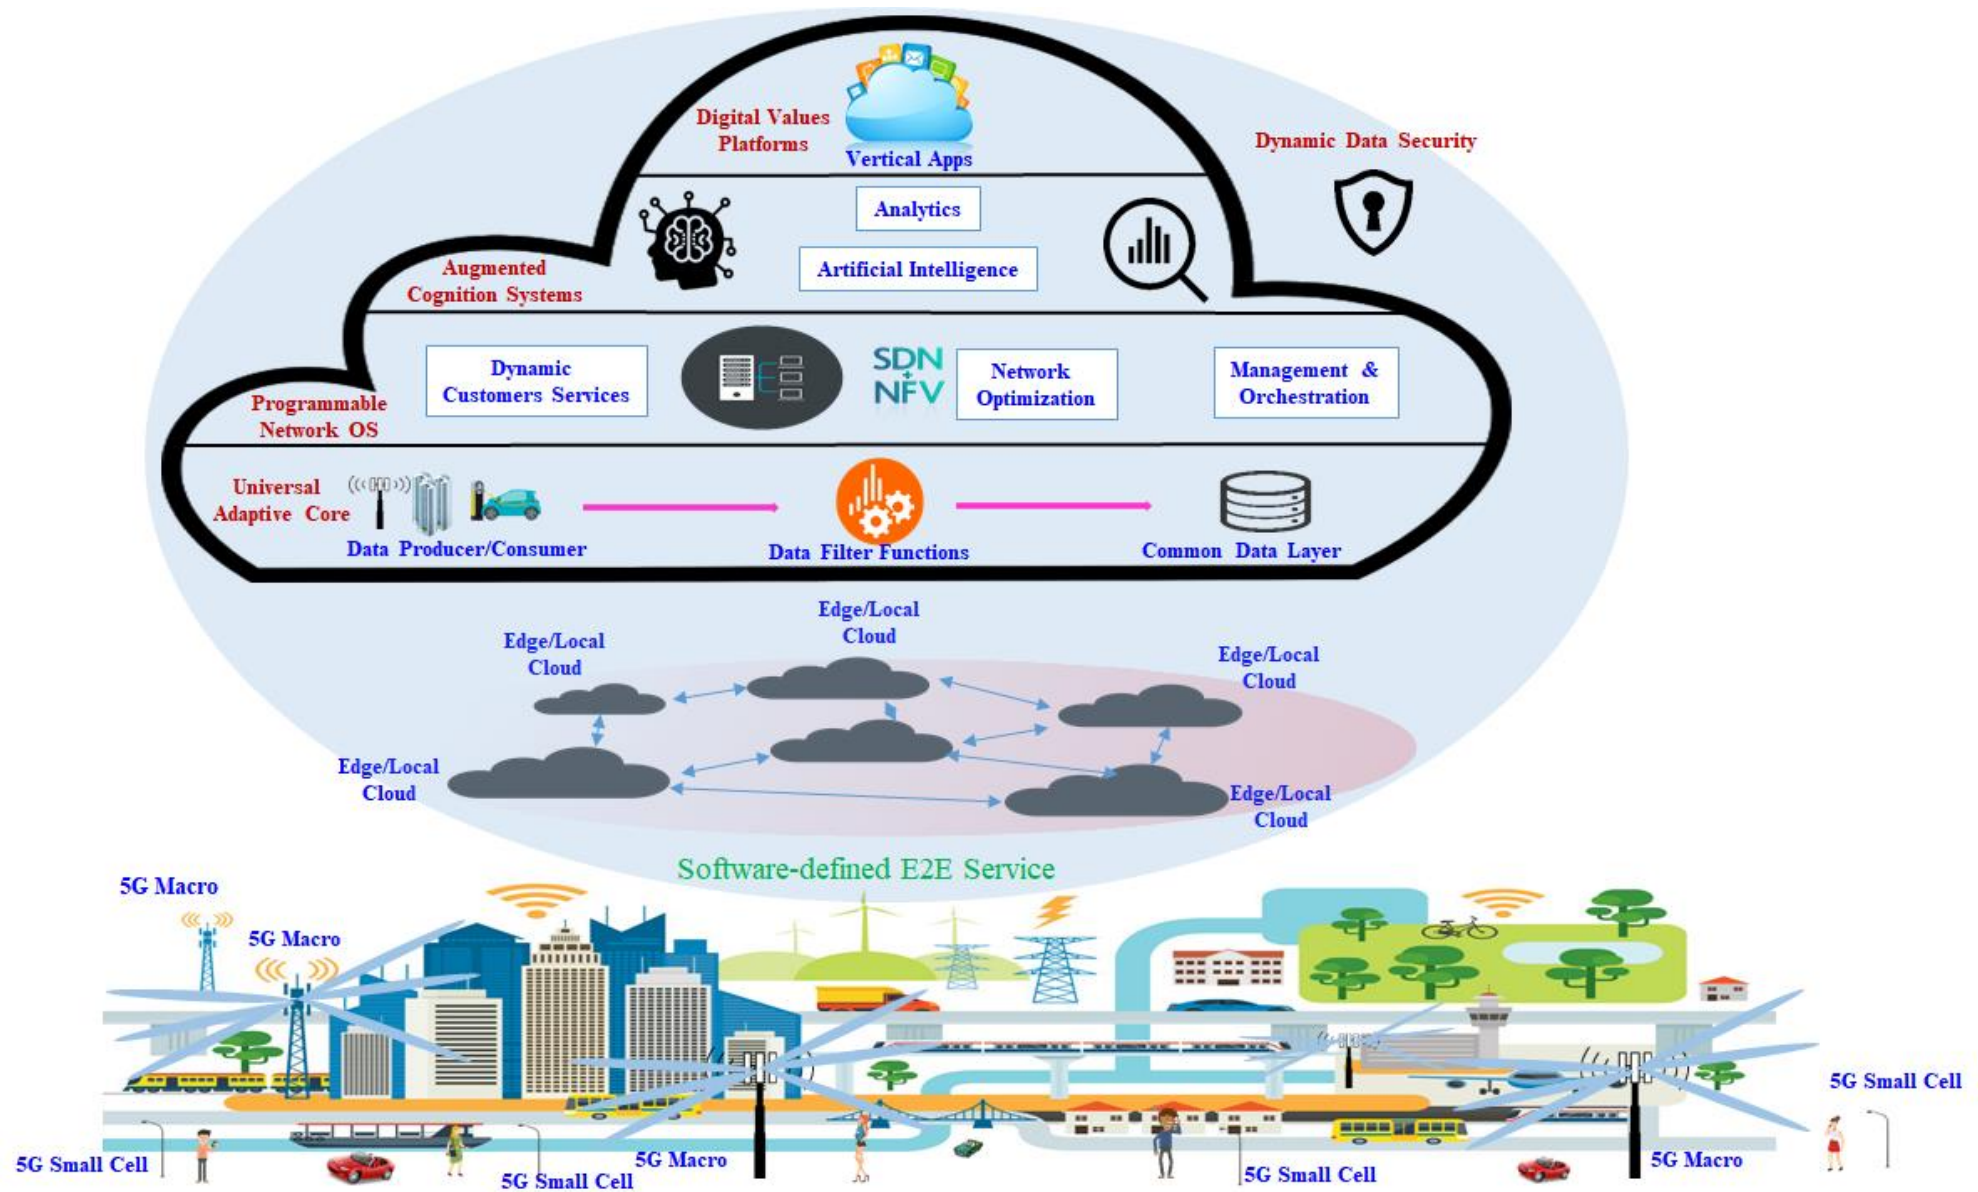 Digital Values
Platforms
Vertical Apps
Dynamic Data Security
Analytics
Artificial Intelligence
Augmented
Cognition Systems
Dynamic
Customers Services
SDN
+
NFV
Network
Optimization
Management &
Orchestration
Programmable
Network OS
Universal
Adaptive Core
Data Producer/Consumer
Data Filter Functions
Common Data Layer
Edge/Local
Cloud
Edge/Local
Cloud
Edge/Local
Cloud
Edge/Local
Cloud
Edge/Local
Cloud
Software-defined E2E Service
5G Macro
5G Macro
5G Small Cell
5G Small Cell
5G Small Cell
5G Macro
5G Small Cell
5G Macro